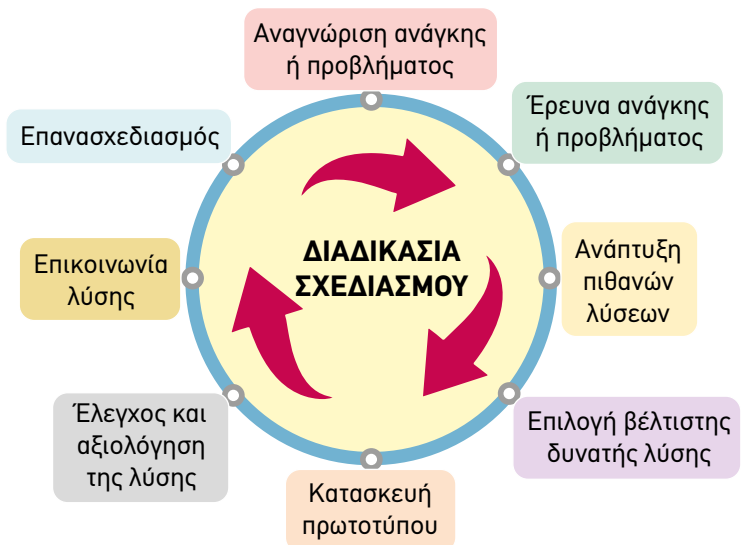 Αναγνώριση ανάγκης
ή προβλήματος
Έρευνα ανάγκης
ή προβλήματος
Ανάπτυξη
πιθανών
λύσεων
Επιλογή βέλτιστης
δυνατής λύσης
Κατασκευή
πρωτοτύπου
Έλεγχος και
αξιολόγηση
της λύσης
Επικοινωνία
λύσης
Επανασχεδιασμός
ΔΙΑΔΙΚΑΣΙΑ
ΣΧΕΔΙΑΣΜΟΥ